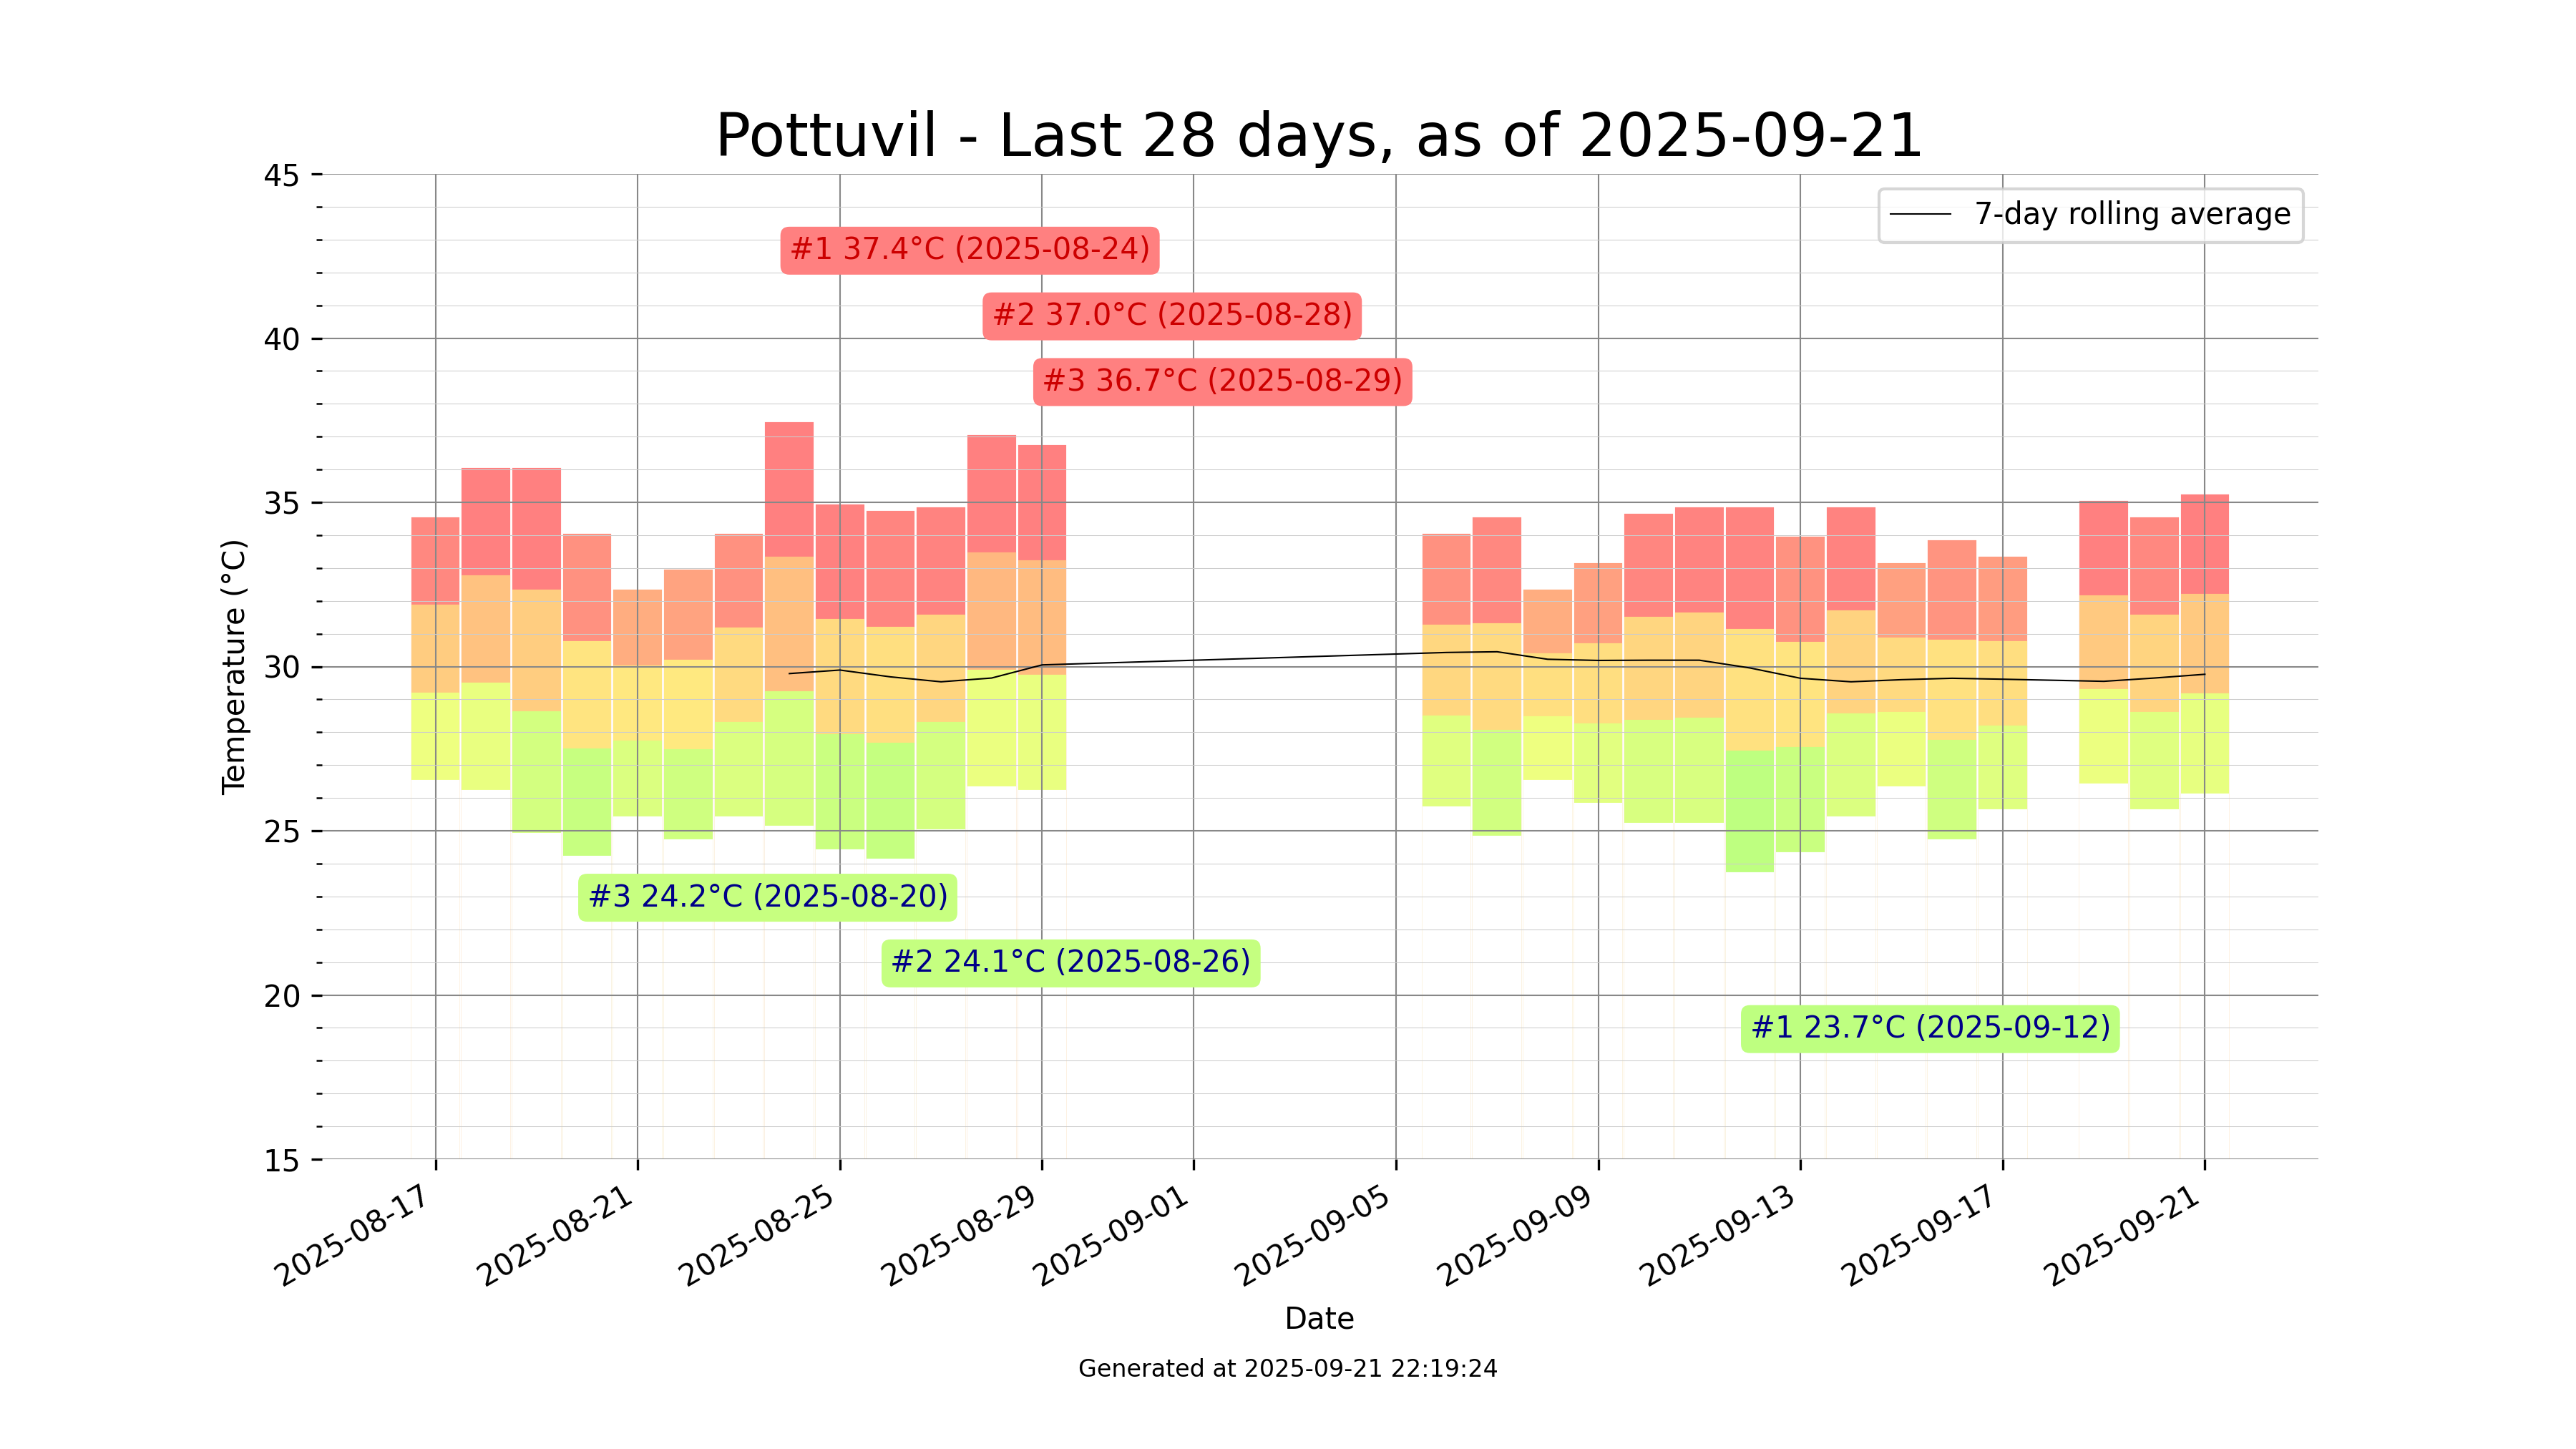 Pottuvil - Last 28 days, as of 2025-09-21
7-day rolling average
#1 37.4°C (2025-08-24)
#2 37.0°C (2025-08-28)
#3 36.7°C (2025-08-29)
#3 24.2°C (2025-08-20)
#2 24.1°C (2025-08-26)
#1 23.7°C (2025-09-12)
Temperature (°C)
45
40
35
30
25
20
15
2025-08-17
2025-08-21
2025-08-25
2025-08-29
2025-09-01
2025-09-05
2025-09-09
2025-09-13
2025-09-17
2025-09-21
Date
Generated at 2025-09-21 22:19:24